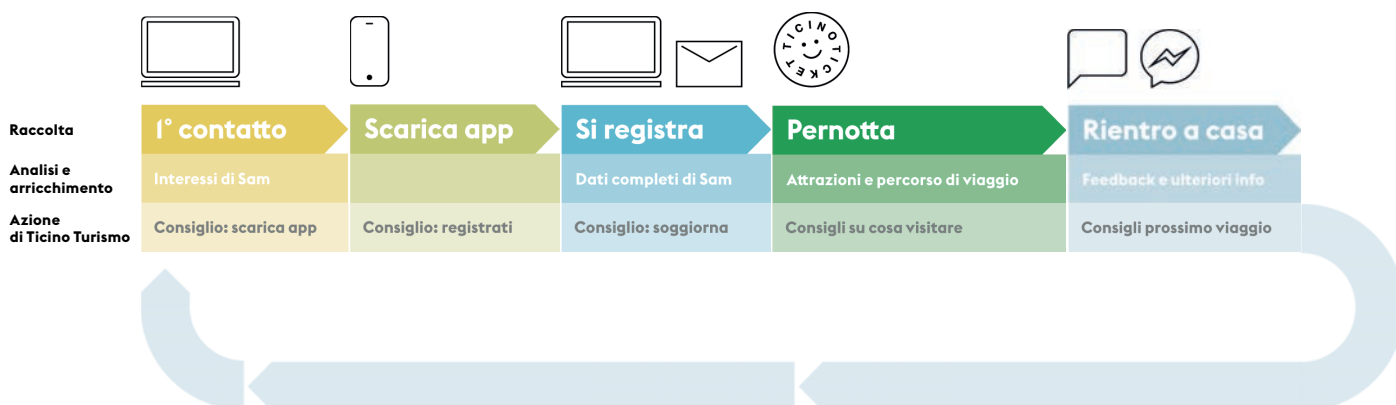 TICINOTICKET
Raccolta
1° contatto
Scarica app
Si registra
Pernotta
Rientro a casa
Analisi e
arricchimento
Interessi di Sam
Dati completi di Sam
Attrazioni e percorso di viaggio
Feedback e ulteriori info
Azione
di Ticino Turismo
Consiglio: scarica app
Consiglio: registrati
Consiglio: soggiorna
Consigli su cosa visitare
Consigli prossimo viaggio